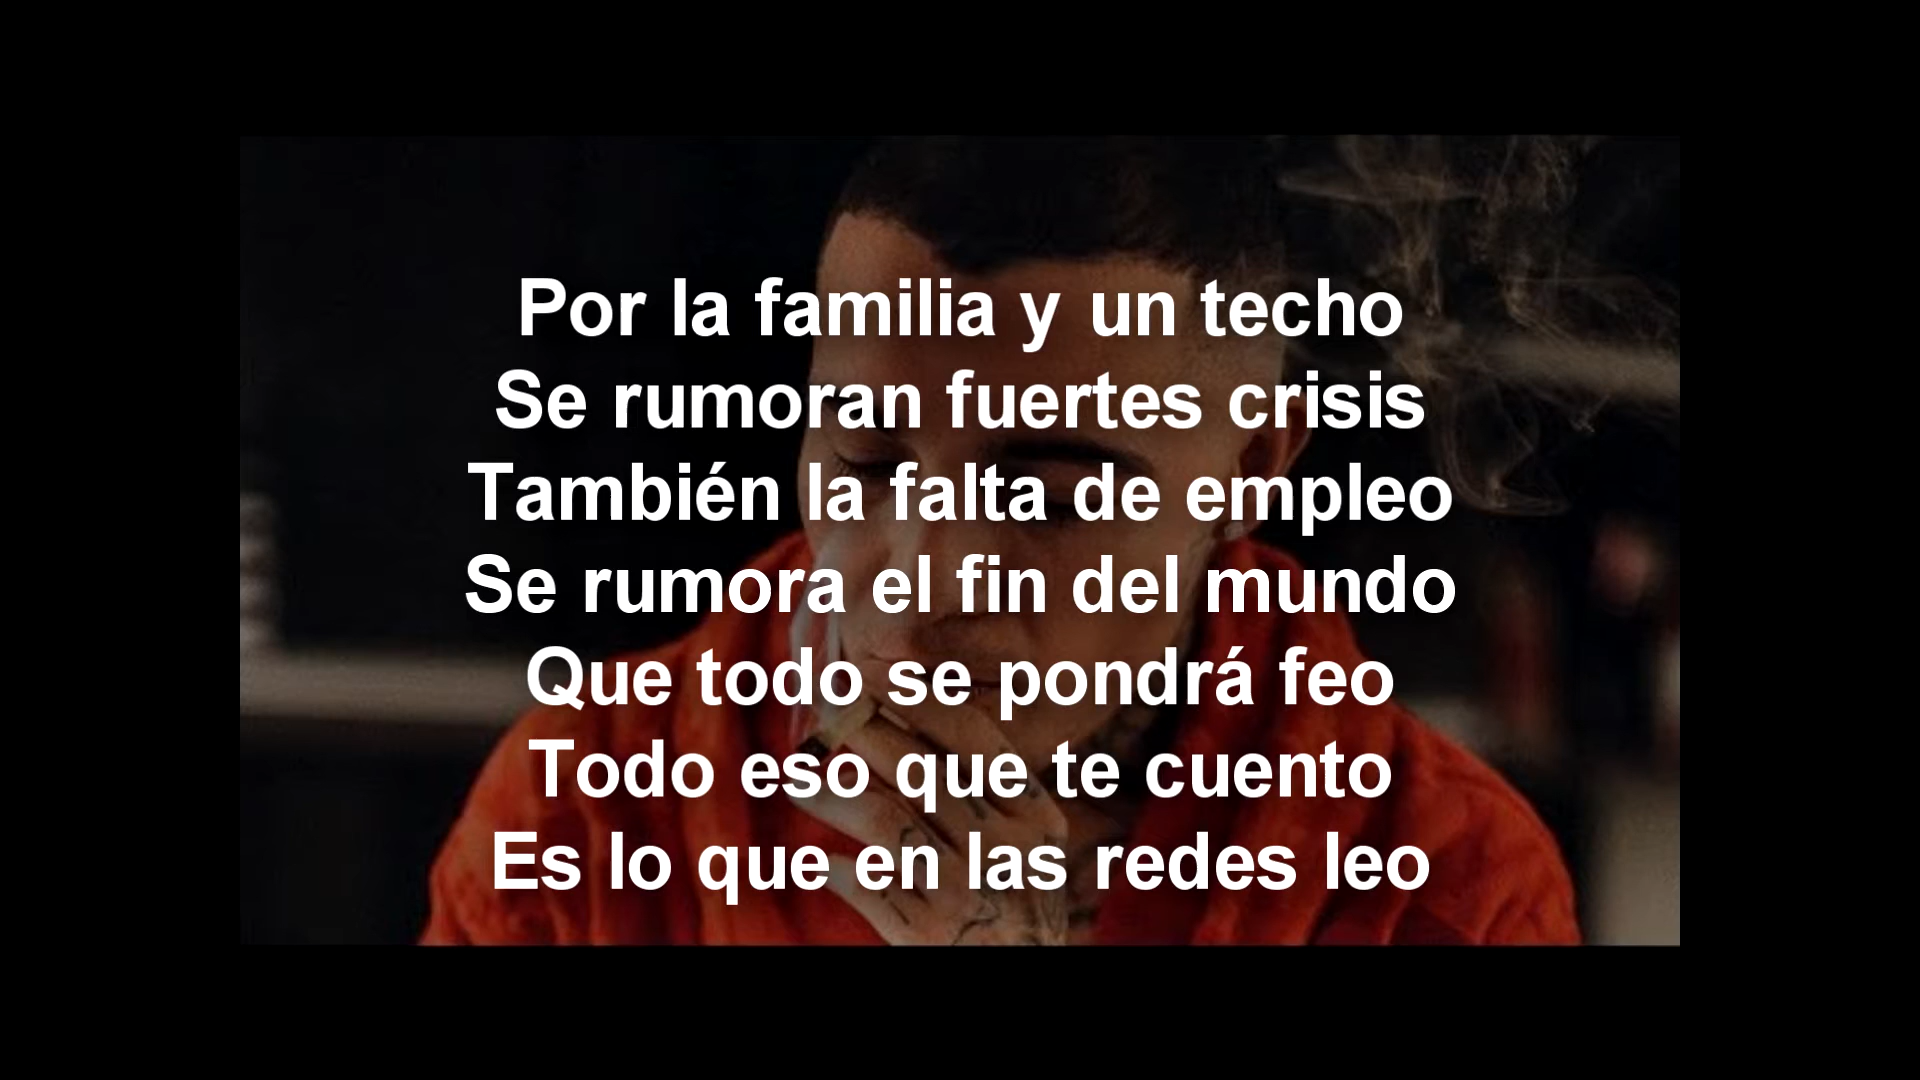 Por la familia y un techo
Se rumoran fuertes crisis
También la falta de empleo
Se rumora el fin del mundo
Que todo se pondrá feo
Todo eso que te cuento
Es lo que en las redes leo